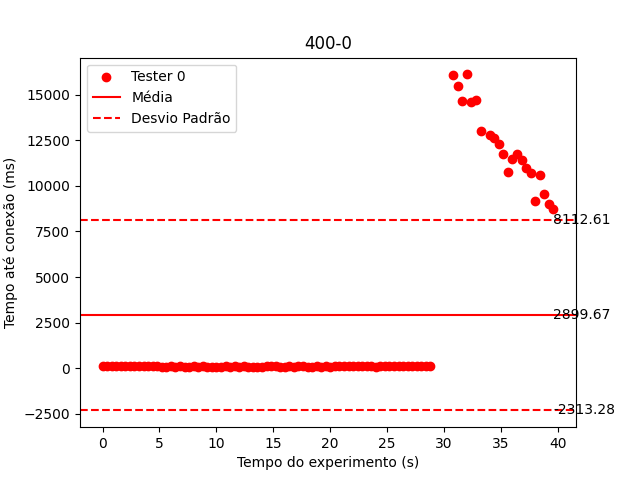 400-0
Tester 0
Média
Desvio Padrão
15000
12500
10000
7500
5000
2500
0
−2500
Tempo até conexão (ms)
8112.61
2899.67
-2313.28
0 5 10 15 20 25 30 35 40
Tempo do experimento (s)